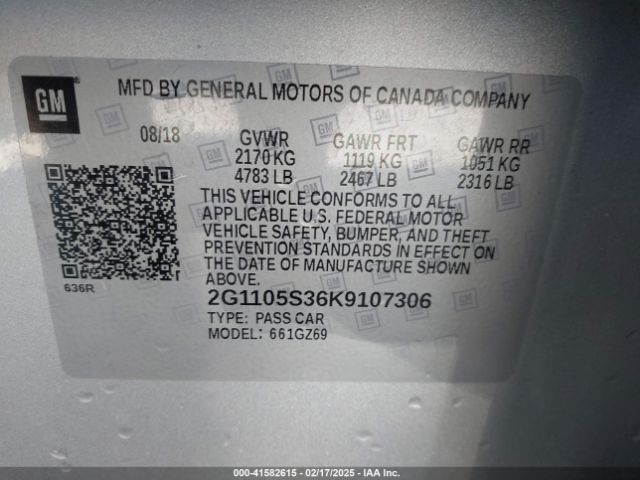 GM
MFD BY GENERAL MOTORS OF CANADA COMPANY
08/18 GVWR GAWR FRT GAWR RR
2170 KG 1119 KG 1051 KG
4783 LB 2467 LB 2316 LB
THIS VEHICLE CONFORMS TO ALL
APPLICABLE U.S. FEDERAL MOTOR
VEHICLE SAFETY, BUMPER, AND THEFT
PREVENTION STANDARDS IN EFFECT ON
THE DATE OF MANUFACTURE SHOWN
ABOVE.
636R
2G1105S36K9107306
TYPE: PASS CAR
MODEL: 661GZ69
000-41582615 - 02/17/2025 - IAA Inc.